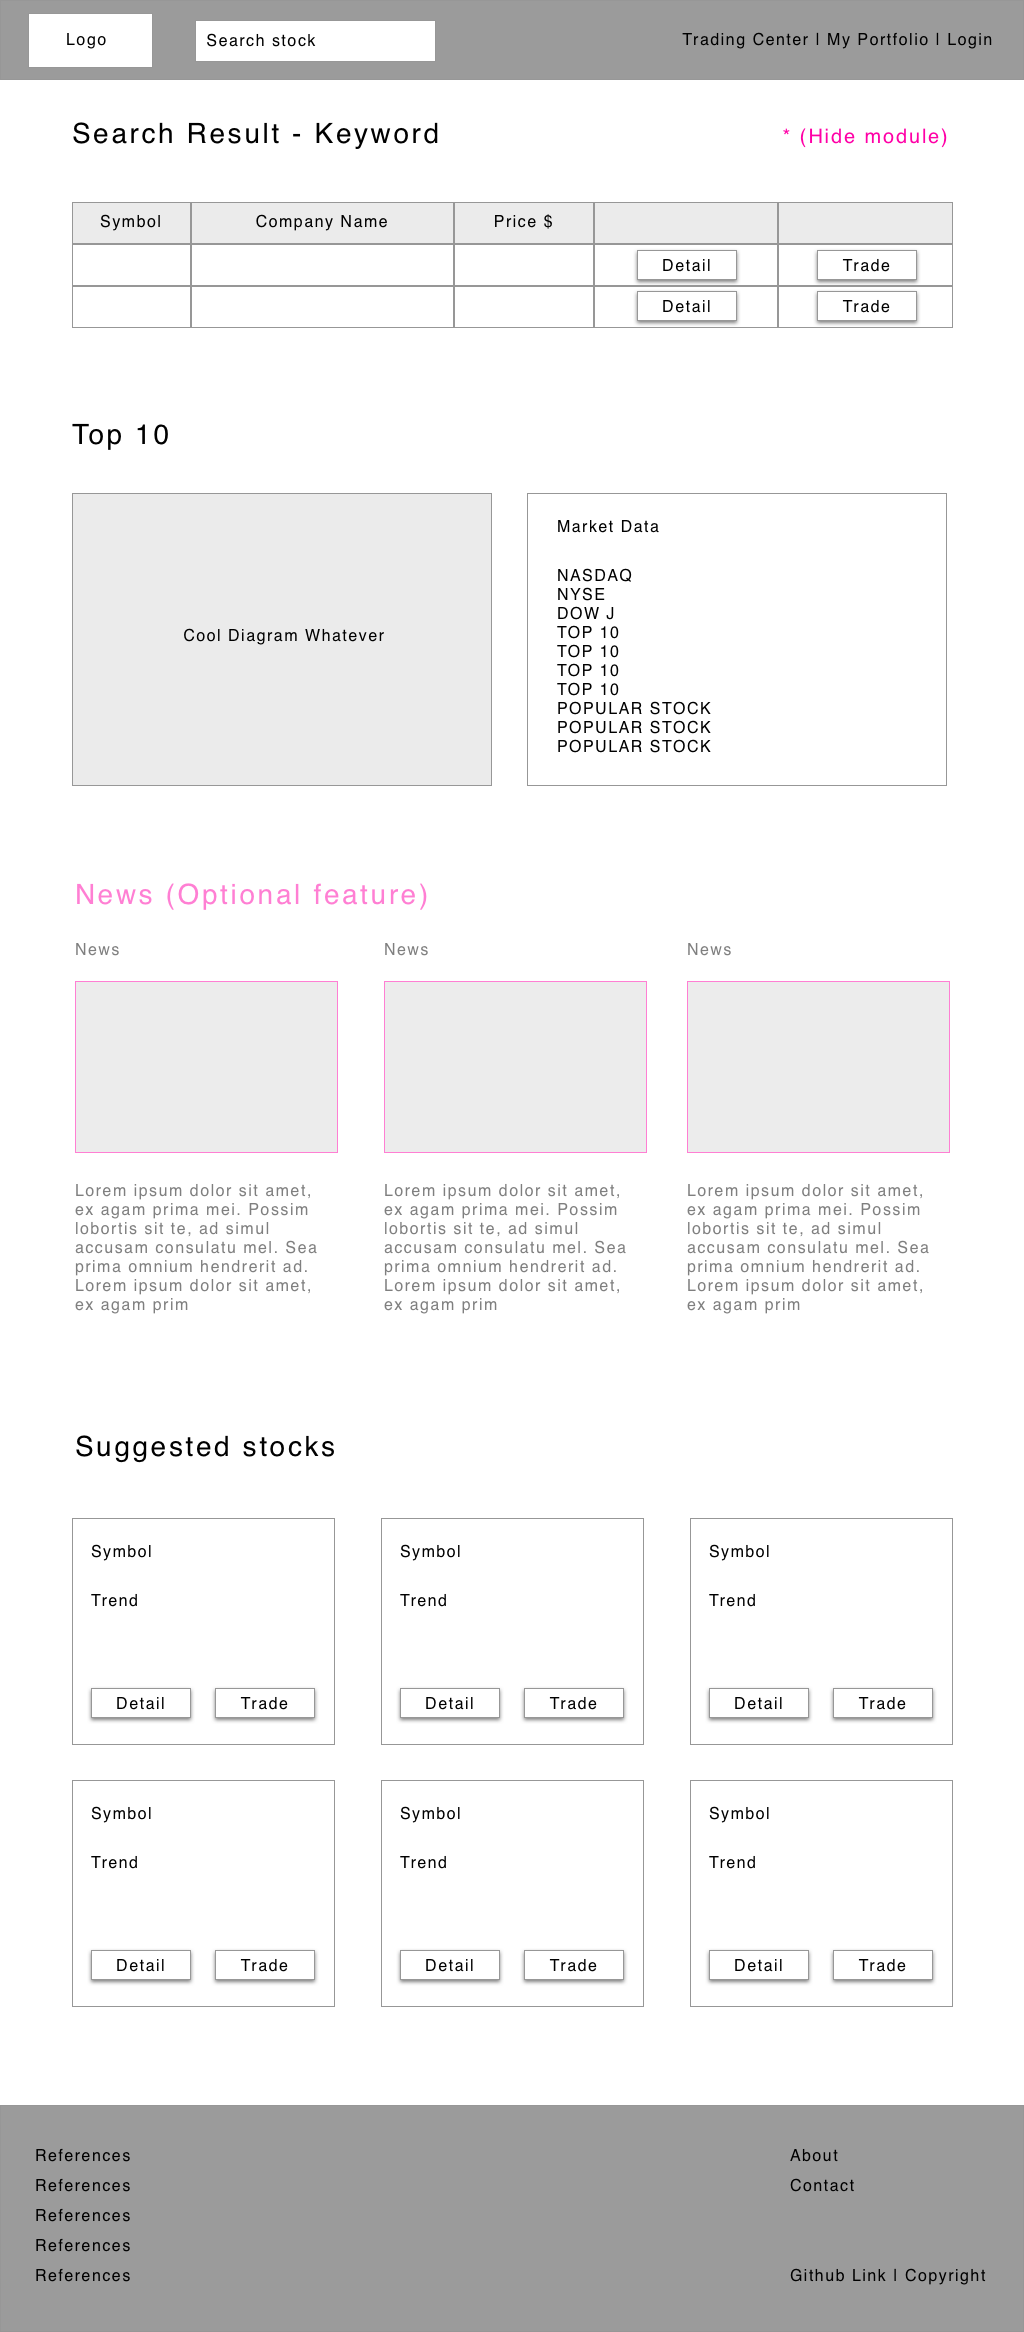 Logo
Search stock
Trading Center | My Portfolio | Login
Search Result - Keyword
* (Hide module)
Symbol
Company Name
Price $
Detail
Trade
Detail
Trade
Top 10
Cool Diagram Whatever
Market Data
NASDAQ
NYSE
DOW J
TOP 10
TOP 10
TOP 10
TOP 10
POPULAR STOCK
POPULAR STOCK
POPULAR STOCK
News (Optional feature)
News
Lorem ipsum dolor sit amet,
ex agam prima mei. Possim
lobortis sit te, ad simul
accusam consulatu mel. Sea
prima omnium hendrerit ad.
Lorem ipsum dolor sit amet,
ex agam prim
News
Lorem ipsum dolor sit amet,
ex agam prima mei. Possim
lobortis sit te, ad simul
accusam consulatu mel. Sea
prima omnium hendrerit ad.
Lorem ipsum dolor sit amet,
ex agam prim
News
Lorem ipsum dolor sit amet,
ex agam prima mei. Possim
lobortis sit te, ad simul
accusam consulatu mel. Sea
prima omnium hendrerit ad.
Lorem ipsum dolor sit amet,
ex agam prim
Suggested stocks
Symbol
Trend
Detail
Trade
Symbol
Trend
Detail
Trade
Symbol
Trend
Detail
Trade
Symbol
Trend
Detail
Trade
Symbol
Trend
Detail
Trade
Symbol
Trend
Detail
Trade
References
References
References
References
References
About
Contact
Github Link | Copyright